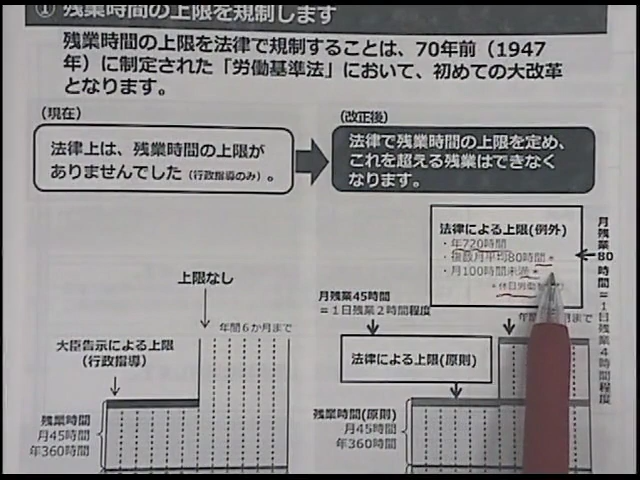 ① 残業時間の上限を規制します
残業時間の上限を法律で規制することは、70年前（1947
年）に制定された「労働基準法」において、初めての大改革
となります。
（現在）
法律上は、残業時間の上限が
ありませんでした（行政指導のみ）。
（改正後）
法律で残業時間の上限を定め、
これを超える残業はできなく
なります。
上限なし
年間６か月まで
大臣告示による上限
（行政指導）
残業時間
月45時間
年360時間
法律による上限(例外)
・年720時間
・複数月平均80時間＊
・月100時間未満＊
＊休日労働を
月残業80時間＝1日残業４時間程度
月残業45時間
＝１日残業２時間程度
年間
月まで
法律による上限(原則)
残業時間(原則)
月45時間
年360時間